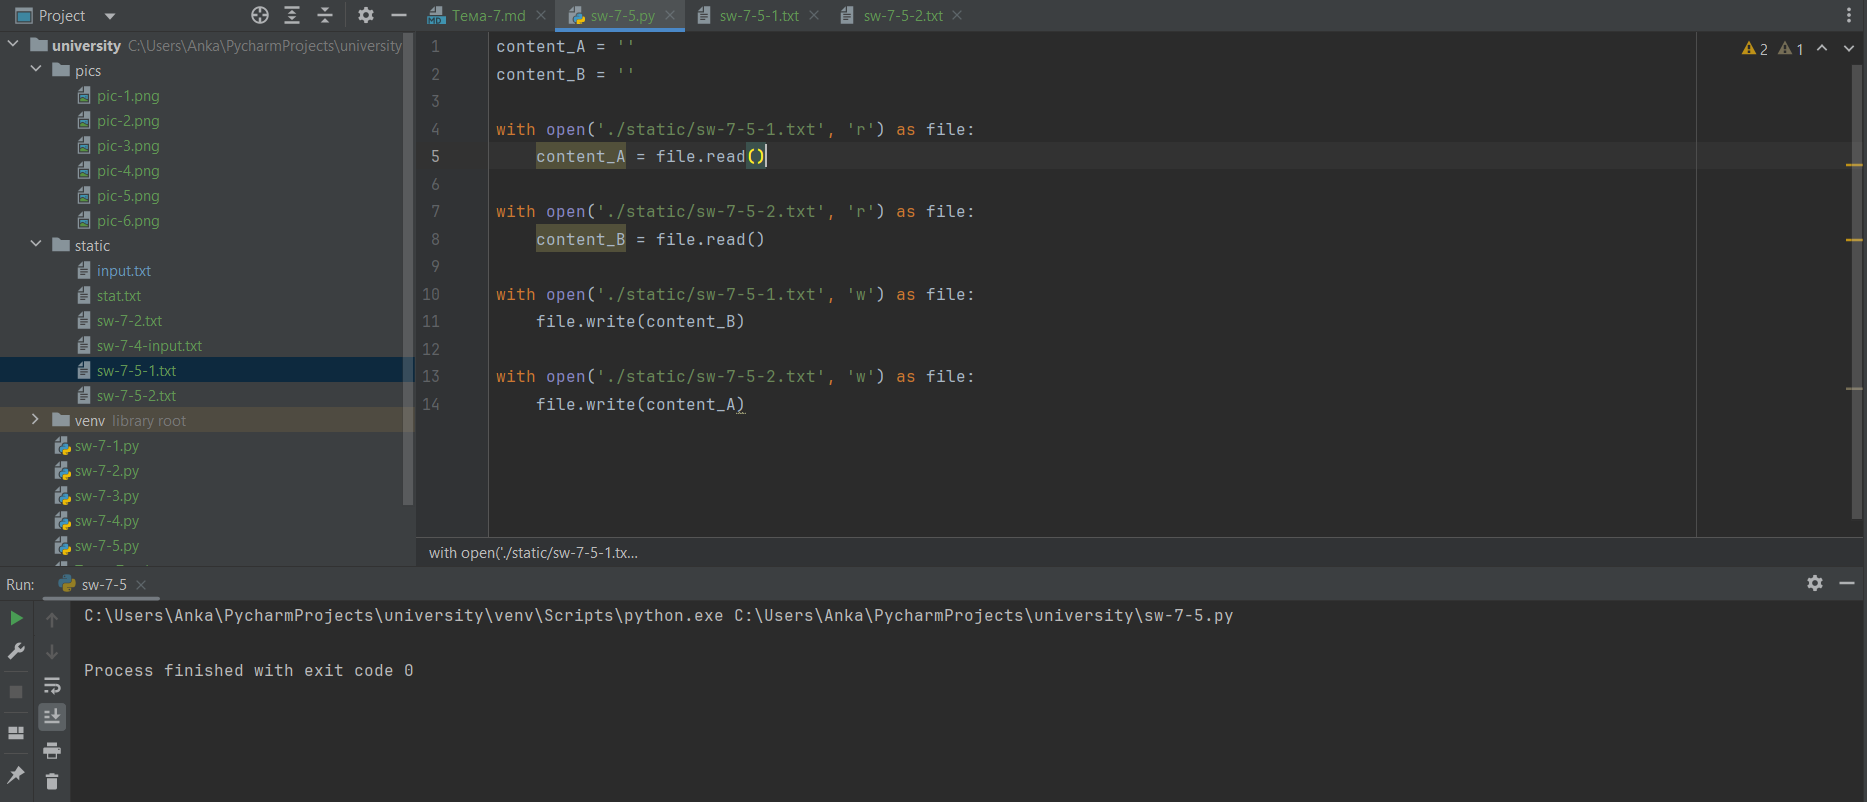 Project
Тема-7.md
sw-7-5.py
sw-7-5-1.txt
sw-7-5-2.txt
university C:\Users\Anka\PycharmProjects\university
pics
pic-1.png
pic-2.png
pic-3.png
pic-4.png
pic-5.png
pic-6.png
static
input.txt
stat.txt
sw-7-2.txt
sw-7-4-input.txt
sw-7-5-1.txt
sw-7-5-2.txt
venv library root
sw-7-1.py
sw-7-2.py
sw-7-3.py
sw-7-4.py
sw-7-5.py
2 1
1 content_A = ''
2 content_B = ''
3
4 with open('./static/sw-7-5-1.txt', 'r') as file:
5 content_A = file.read()
6
7 with open('./static/sw-7-5-2.txt', 'r') as file:
8 content_B = file.read()
9
10 with open('./static/sw-7-5-1.txt', 'w') as file:
11 file.write(content_B)
12
13 with open('./static/sw-7-5-2.txt', 'w') as file:
14 file.write(content_A)
with open('./static/sw-7-5-1.tx...
Run: sw-7-5
C:\Users\Anka\PycharmProjects\university\venv\Scripts\python.exe C:\Users\Anka\PycharmProjects\university\sw-7-5.py
Process finished with exit code 0